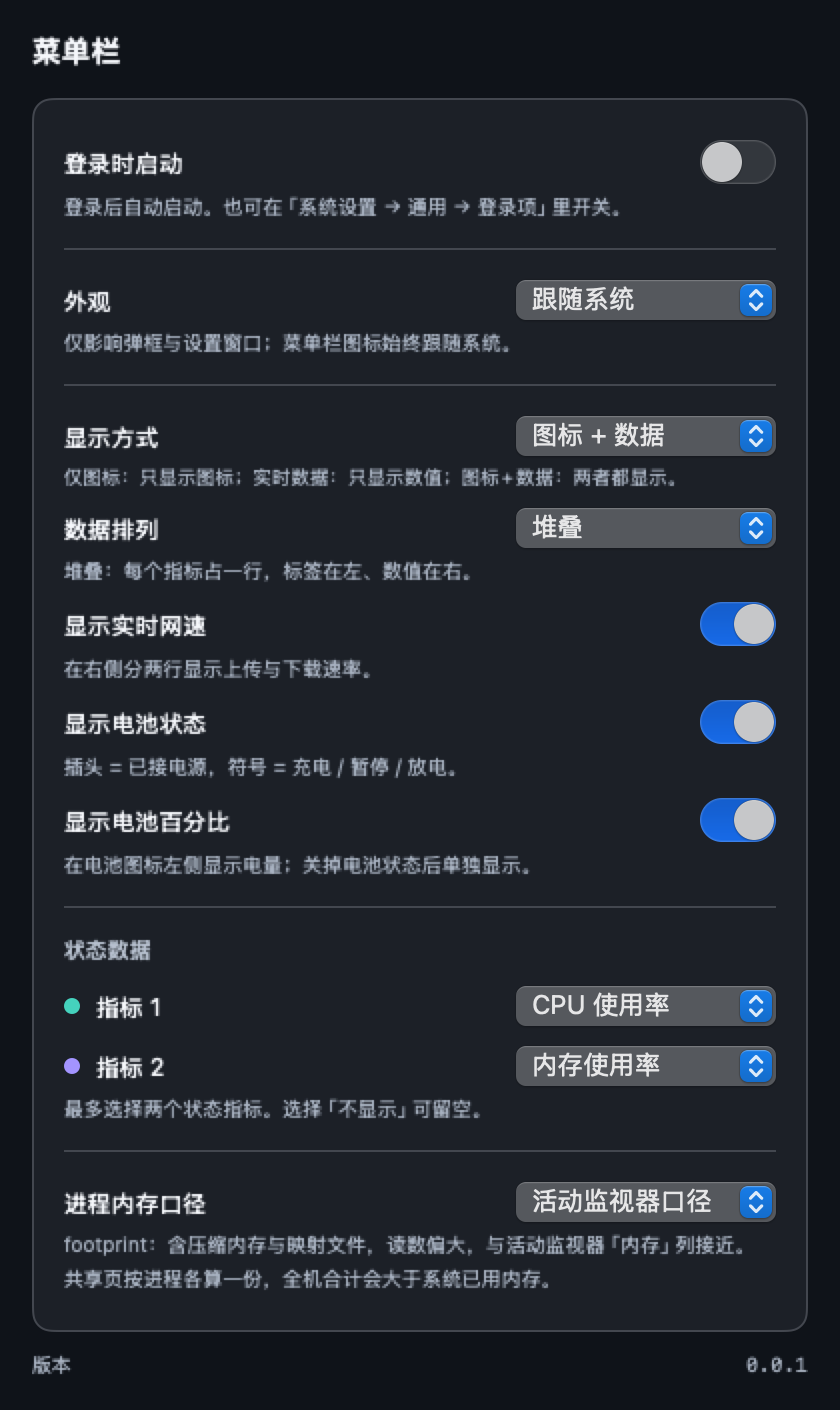 菜单栏
登录时启动
登录后自动启动。也可在「系统设置 → 通用 → 登录项」里开关。
外观
跟随系统
仅影响弹框与设置窗口；菜单栏图标始终跟随系统。
显示方式
图标 + 数据
仅图标：只显示图标；实时数据：只显示数值；图标+数据：两者都显示。
数据排列
堆叠
堆叠：每个指标占一行，标签在左、数值在右。
显示实时网速
在右侧分两行显示上传与下载速率。
显示电池状态
插头 = 已接电源，符号 = 充电 / 暂停 / 放电。
显示电池百分比
在电池图标左侧显示电量；关掉电池状态后单独显示。
状态数据
指标 1
CPU 使用率
指标 2
内存使用率
最多选择两个状态指标。选择「不显示」可留空。
进程内存口径
活动监视器口径
footprint：含压缩内存与映射文件，读数偏大，与活动监视器「内存」列接近。
共享页按进程各算一份，全机合计会大于系统已用内存。
版本
0.0.1